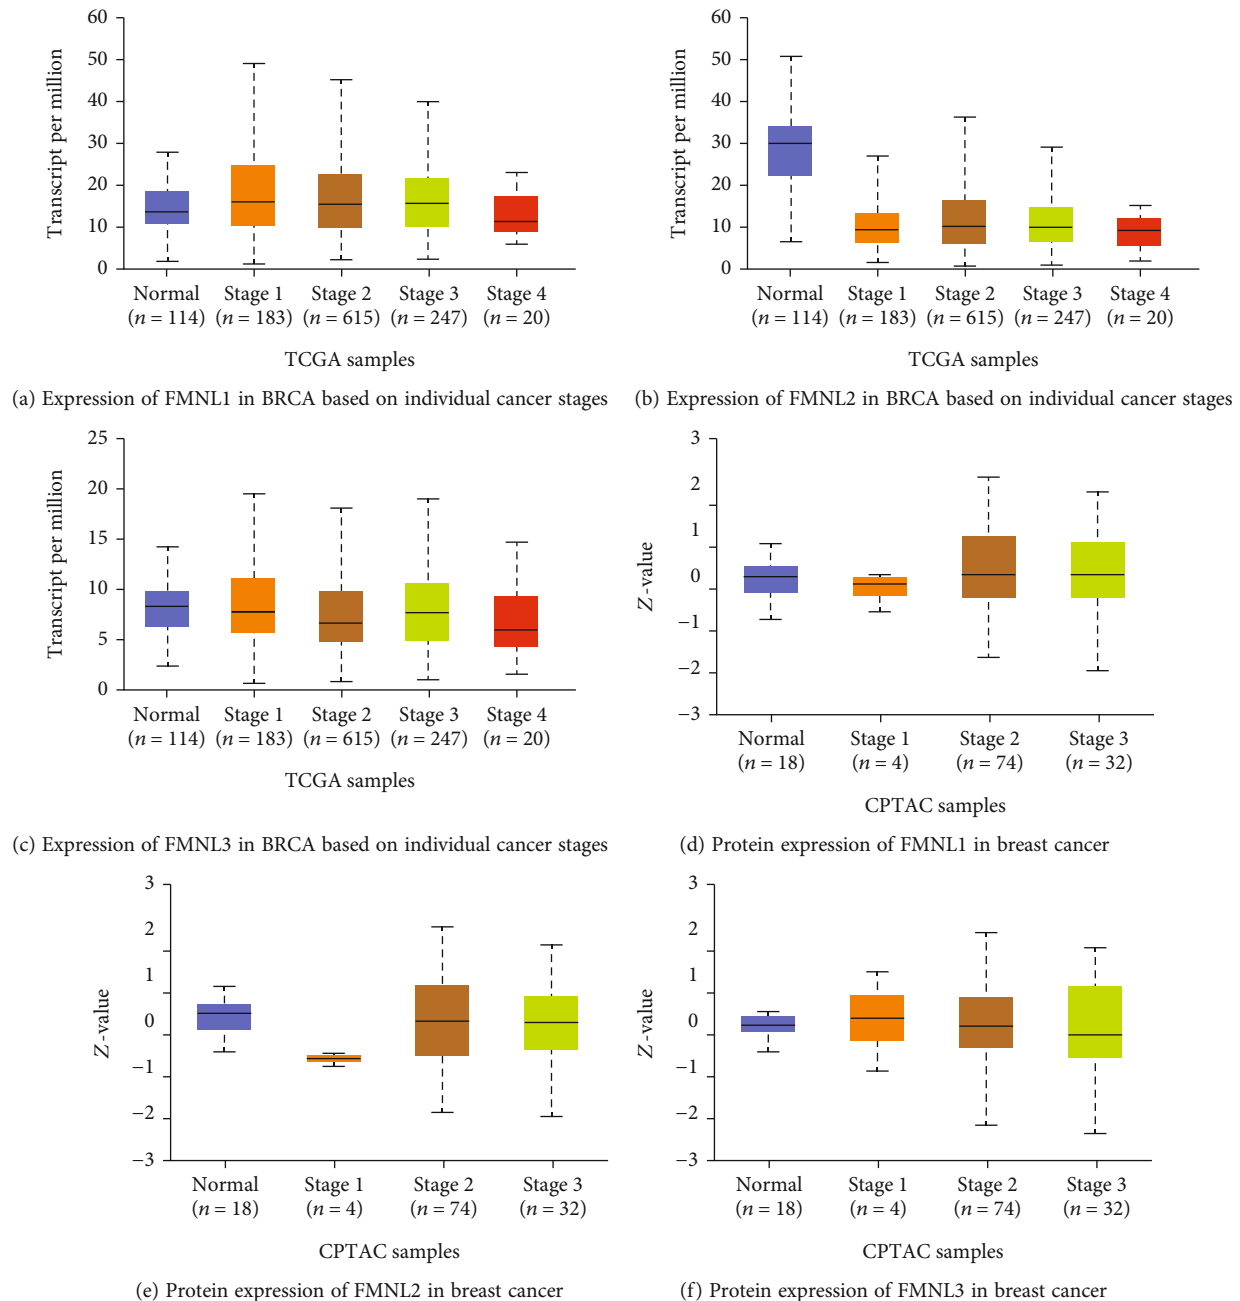 60
50
40
30
20
10
0
Transcript per million
Normal Stage 1 Stage 2 Stage 3 Stage 4
(n = 114) (n = 183) (n = 615) (n = 247) (n = 20)
TCGA samples
(a) Expression of FMNL1 in BRCA based on individual cancer stages
60
50
40
30
20
10
0
Transcript per million
Normal Stage 1 Stage 2 Stage 3 Stage 4
(n = 114) (n = 183) (n = 615) (n = 247) (n = 20)
TCGA samples
(b) Expression of FMNL2 in BRCA based on individual cancer stages
25
20
15
10
5
0
Transcript per million
Normal Stage 1 Stage 2 Stage 3 Stage 4
(n = 114) (n = 183) (n = 615) (n = 247) (n = 20)
TCGA samples
(c) Expression of FMNL3 in BRCA based on individual cancer stages
3
2
1
0
−1
−2
−3
Z-value
Normal Stage 1 Stage 2 Stage 3
(n = 18) (n = 4) (n = 74) (n = 32)
CPTAC samples
(d) Protein expression of FMNL1 in breast cancer
3
2
1
0
−1
−2
−3
Z-value
Normal Stage 1 Stage 2 Stage 3
(n = 18) (n = 4) (n = 74) (n = 32)
CPTAC samples
(e) Protein expression of FMNL2 in breast cancer
3
2
1
0
−1
−2
−3
Z-value
Normal Stage 1 Stage 2 Stage 3
(n = 18) (n = 4) (n = 74) (n = 32)
CPTAC samples
(f) Protein expression of FMNL3 in breast cancer